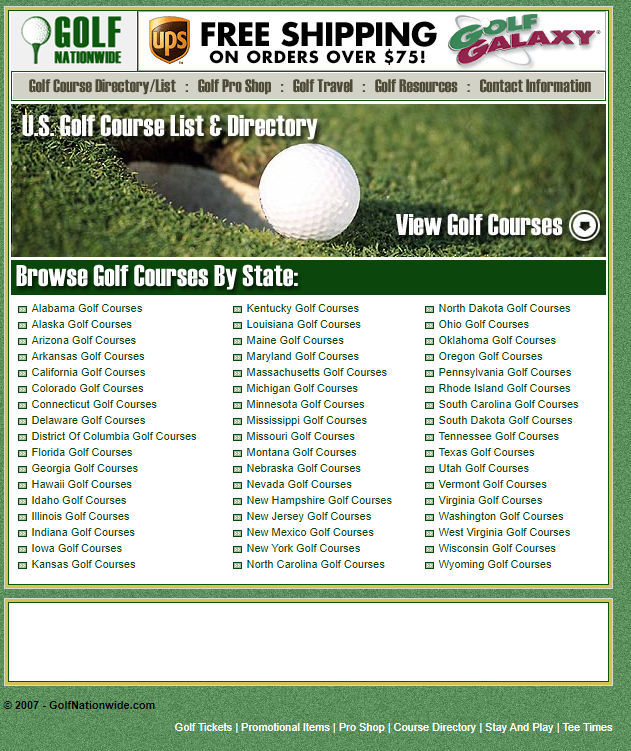 GOLF
NATIONWIDE
ups
FREE SHIPPING
ON ORDERS OVER $75!
GOLF
GALAXY
Golf Course Directory/List : Golf Pro Shop : Golf Travel : Golf Resources : Contact Information
U.S. Golf Course List & Directory
View Golf Courses
Browse Golf Courses By State:
Alabama Golf Courses
Alaska Golf Courses
Arizona Golf Courses
Arkansas Golf Courses
California Golf Courses
Colorado Golf Courses
Connecticut Golf Courses
Delaware Golf Courses
District Of Columbia Golf Courses
Florida Golf Courses
Georgia Golf Courses
Hawaii Golf Courses
Idaho Golf Courses
Illinois Golf Courses
Indiana Golf Courses
Iowa Golf Courses
Kansas Golf Courses
Kentucky Golf Courses
Louisiana Golf Courses
Maine Golf Courses
Maryland Golf Courses
Massachusetts Golf Courses
Michigan Golf Courses
Minnesota Golf Courses
Mississippi Golf Courses
Missouri Golf Courses
Montana Golf Courses
Nebraska Golf Courses
Nevada Golf Courses
New Hampshire Golf Courses
New Jersey Golf Courses
New Mexico Golf Courses
New York Golf Courses
North Carolina Golf Courses
North Dakota Golf Courses
Ohio Golf Courses
Oklahoma Golf Courses
Oregon Golf Courses
Pennsylvania Golf Courses
Rhode Island Golf Courses
South Carolina Golf Courses
South Dakota Golf Courses
Tennessee Golf Courses
Texas Golf Courses
Utah Golf Courses
Vermont Golf Courses
Virginia Golf Courses
Washington Golf Courses
West Virginia Golf Courses
Wisconsin Golf Courses
Wyoming Golf Courses
© 2007 - GolfNationwide.com
Golf Tickets | Promotional Items | Pro Shop | Course Directory | Stay And Play | Tee Times